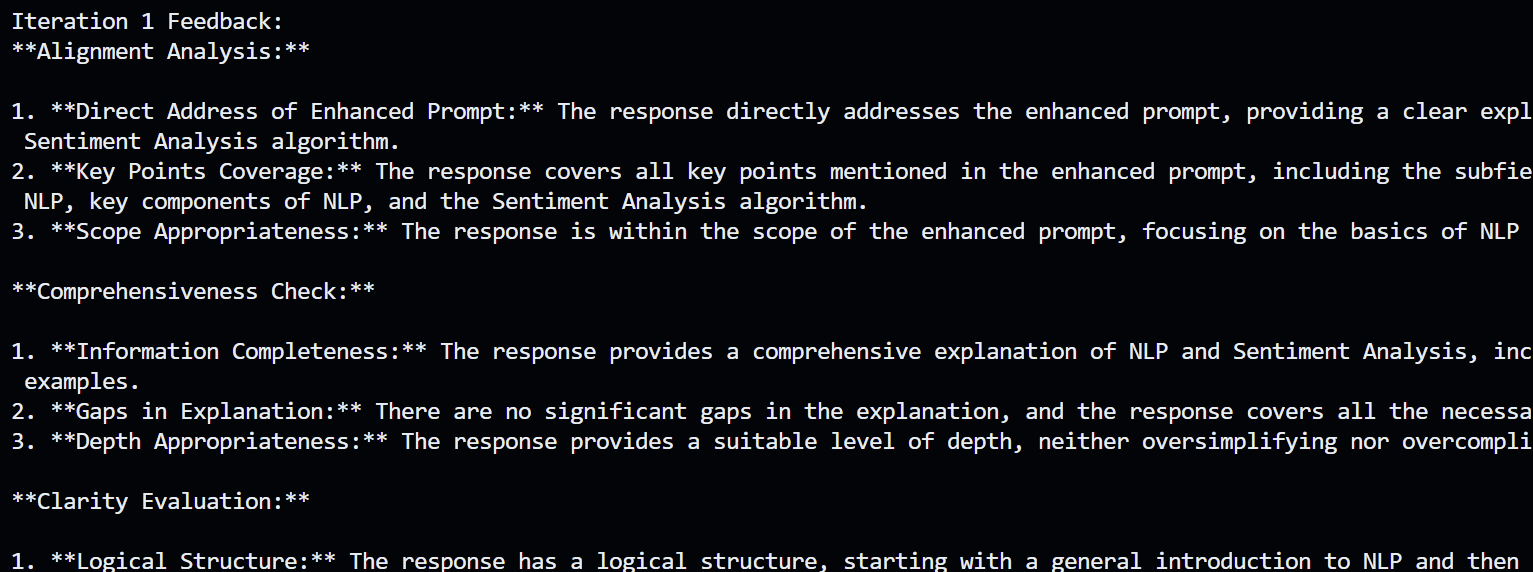 Iteration 1 Feedback:
**Alignment Analysis:**
1. **Direct Address of Enhanced Prompt:** The response directly addresses the enhanced prompt, providing a clear expl
Sentiment Analysis algorithm.
2. **Key Points Coverage:** The response covers all key points mentioned in the enhanced prompt, including the subfie
NLP, key components of NLP, and the Sentiment Analysis algorithm.
3. **Scope Appropriateness:** The response is within the scope of the enhanced prompt, focusing on the basics of NLP
**Comprehensiveness Check:**
1. **Information Completeness:** The response provides a comprehensive explanation of NLP and Sentiment Analysis, inc
examples.
2. **Gaps in Explanation:** There are no significant gaps in the explanation, and the response covers all the necessa
3. **Depth Appropriateness:** The response provides a suitable level of depth, neither oversimplifying nor overcompli
**Clarity Evaluation:**
1. **Logical Structure:** The response has a logical structure, starting with a general introduction to NLP and then